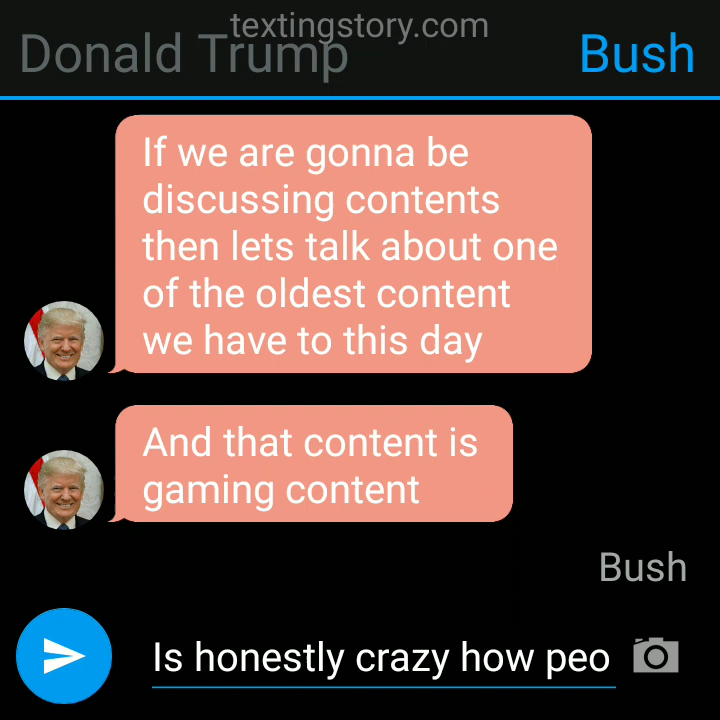 textingstory.com
Donald Trump
Bush
If we are gonna be
discussing contents
then lets talk about one
of the oldest content
we have to this day
And that content is
gaming content
Bush
Is honestly crazy how peo